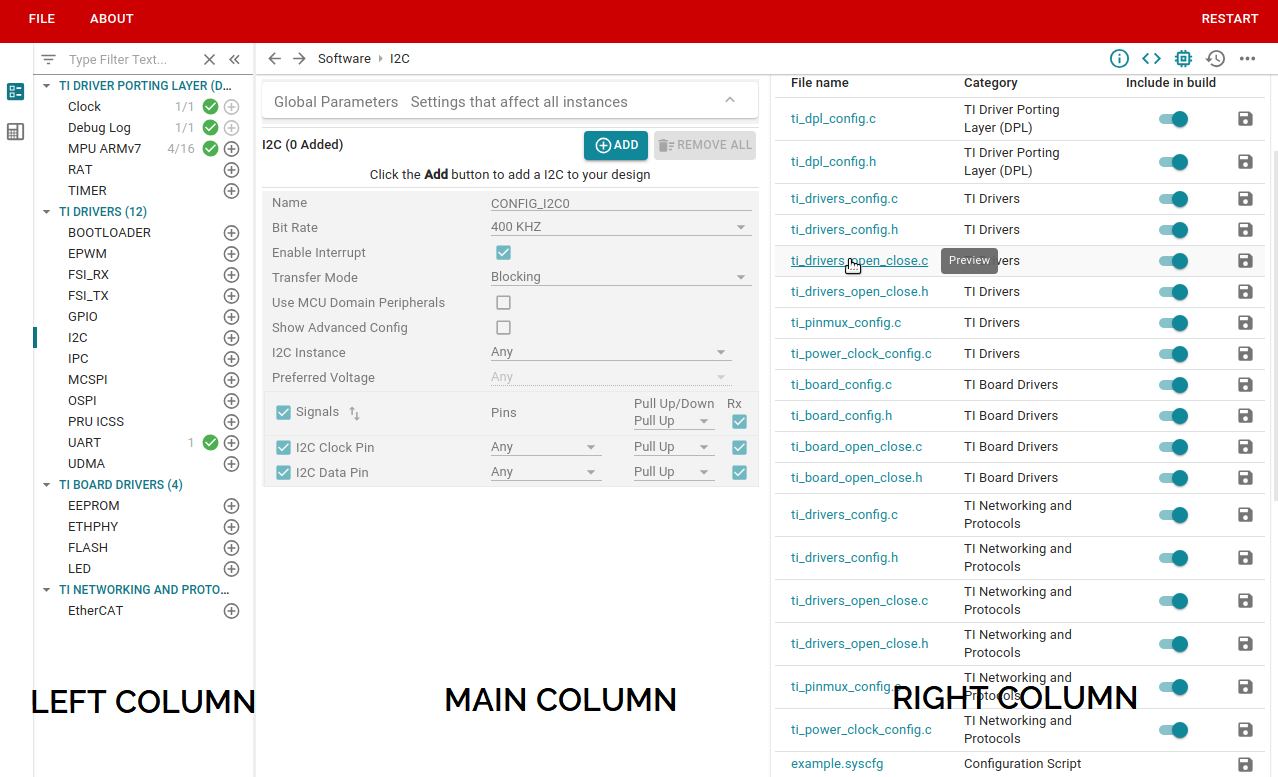 FILE ABOUT RESTART
Type Filter Text...
TI DRIVER PORTING LAYER (D...
Clock 1/1
Debug Log 1/1
MPU ARMv7 4/16
RAT
TIMER
TI DRIVERS (12)
BOOTLOADER
EPWM
FSI_RX
FSI_TX
GPIO
I2C
IPC
MCSPI
OSPI
PRU ICSS
UART 1
UDMA
TI BOARD DRIVERS (4)
EEPROM
ETHPHY
FLASH
LED
TI NETWORKING AND PROTO...
EtherCAT
LEFT COLUMN
Software › I2C
Global Parameters Settings that affect all instances
I2C (0 Added) ADD REMOVE ALL
Click the Add button to add a I2C to your design
Name CONFIG_I2C0
Bit Rate 400 KHZ
Enable Interrupt
Transfer Mode Blocking
Use MCU Domain Peripherals
Show Advanced Config
I2C Instance Any
Preferred Voltage Any
Signals Pins Pull Up/Down Rx
Pull Up
I2C Clock Pin Any Pull Up
I2C Data Pin Any Pull Up
MAIN COLUMN
File name Category Include in build
ti_dpl_config.c TI Driver Porting
Layer (DPL)
ti_dpl_config.h TI Driver Porting
Layer (DPL)
ti_drivers_config.c TI Drivers
ti_drivers_config.h TI Drivers
ti_drivers_open_close.c Preview vers
ti_drivers_open_close.h TI Drivers
ti_pinmux_config.c TI Drivers
ti_power_clock_config.c TI Drivers
ti_board_config.c TI Board Drivers
ti_board_config.h TI Board Drivers
ti_board_open_close.c TI Board Drivers
ti_board_open_close.h TI Board Drivers
ti_drivers_config.c TI Networking and
Protocols
ti_drivers_config.h TI Networking and
Protocols
ti_drivers_open_close.c TI Networking and
Protocols
ti_drivers_open_close.h TI Networking and
Protocols
ti_pinmux_config.c TI Networking and
Protocols
RIGHT COLUMN
ti_power_clock_config.c TI Networking and
Protocols
example.syscfg Configuration Script